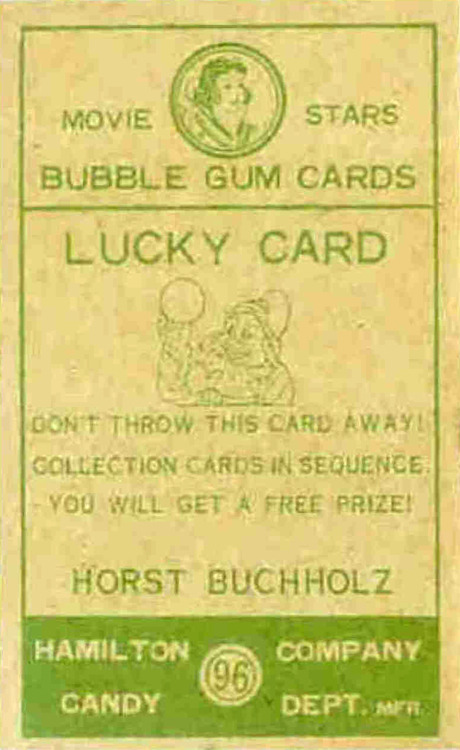 MOVIE STARS
BUBBLE GUM CARDS
LUCKY CARD
DON'T THROW THIS CARD AWAY!
COLLECTION CARDS IN SEQUENCE.
YOU WILL GET A FREE PRIZE!
HORST BUCHHOLZ
HAMILTON COMPANY
96
CANDY DEPT. MFR.